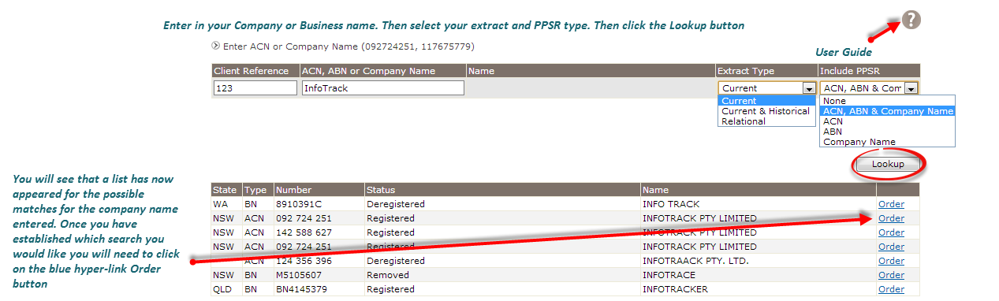 Enter in your Company or Business name. Then select your extract and PPSR type. Then click the Lookup button
?
User Guide
Enter ACN or Company Name (092724251, 117675779)
Client Reference ACN, ABN or Company Name Name Extract Type Include PPSR
123 InfoTrack Current ACN, ABN & Com
Current
Current & Historical
Relational
None
ACN, ABN & Company Name
ACN
ABN
Company Name
Lookup
You will see that a list has now
appeared for the possible
matches for the company name
entered. Once you have
established which search you
would like you will need to click
on the blue hyper-link Order
button
State Type Number Status Name
WA BN 8910391C Deregistered INFO TRACK Order
NSW ACN 092 724 251 Registered INFOTRACK PTY LIMITED Order
NSW ACN 142 588 627 Registered INFOTRACK PTY LIMITED Order
NSW ACN 092 724 251 Registered INFOTRACK PTY LIMITED Order
ACN 124 356 396 Deregistered INFOTRAACK PTY. LTD. Order
NSW BN M5105607 Removed INFOTRACE Order
QLD BN BN4145379 Registered INFOTRACKER Order